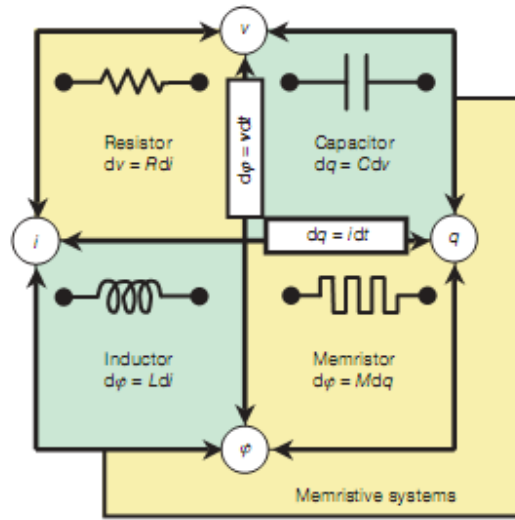 v
Resistor
dv = Rdi
Capacitor
dq = Cdv
dφ = vdt
i
dq = idt
q
Inductor
dφ = Ldi
Memristor
dφ = Mdq
φ
Memristive systems